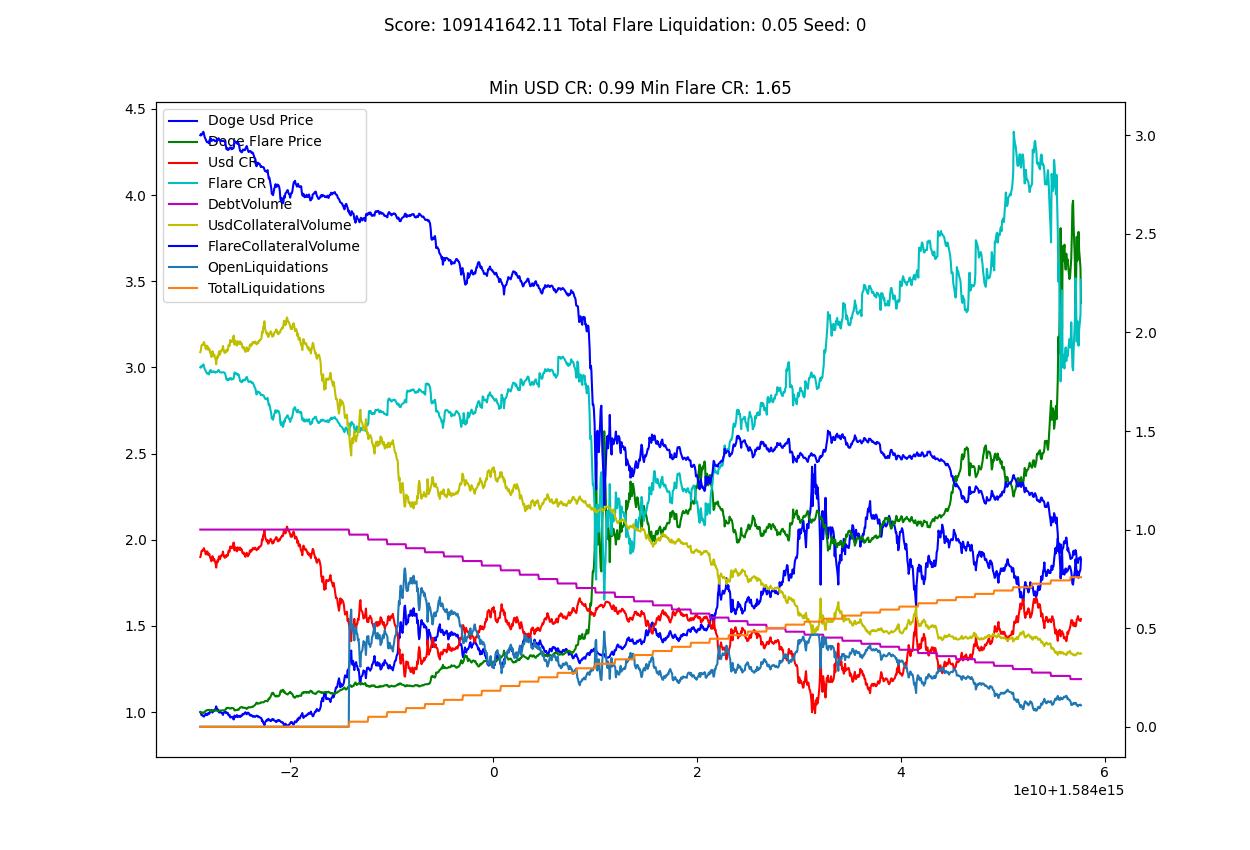 Score: 109141642.11 Total Flare Liquidation: 0.05 Seed: 0
Min USD CR: 0.99 Min Flare CR: 1.65
Doge Usd Price
Doge Flare Price
Usd CR
Flare CR
DebtVolume
UsdCollateralVolume
FlareCollateralVolume
OpenLiquidations
TotalLiquidations
4.5
4.0
3.5
3.0
2.5
2.0
1.5
1.0
3.0
2.5
2.0
1.5
1.0
0.5
0.0
−2 0 2 4 6
1e10+1.584e15